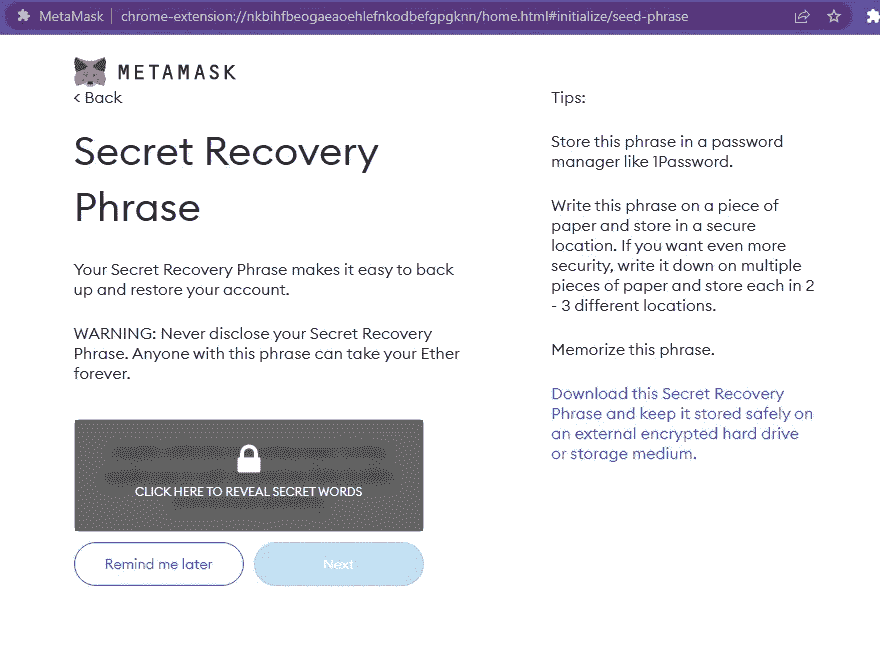 MetaMask chrome-extension://nkbihfbeogaeaoehlefnkodbefgpgknn/home.html#initialize/seed-phrase
METAMASK
< Back
Secret Recovery
Phrase
Your Secret Recovery Phrase makes it easy to back
up and restore your account.
WARNING: Never disclose your Secret Recovery
Phrase. Anyone with this phrase can take your Ether
forever.
CLICK HERE TO REVEAL SECRET WORDS
Remind me later
Next
Tips:
Store this phrase in a password
manager like 1Password.
Write this phrase on a piece of
paper and store in a secure
location. If you want even more
security, write it down on multiple
pieces of paper and store each in 2
- 3 different locations.
Memorize this phrase.
Download this Secret Recovery
Phrase and keep it stored safely on
an external encrypted hard drive
or storage medium.